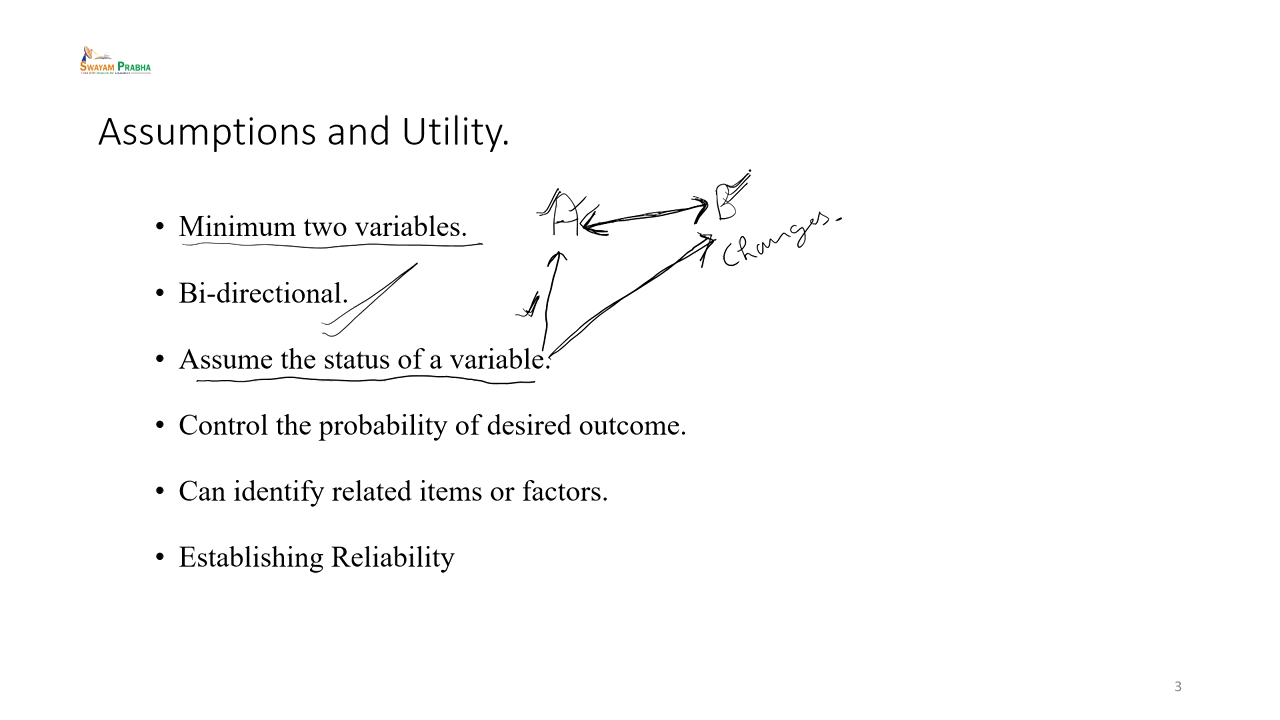 SWAYAM PRABHA
Assumptions and Utility.
• Minimum two variables.
A
B
Changes.
• Bi-directional.
• Assume the status of a variable.
• Control the probability of desired outcome.
• Can identify related items or factors.
• Establishing Reliability
3